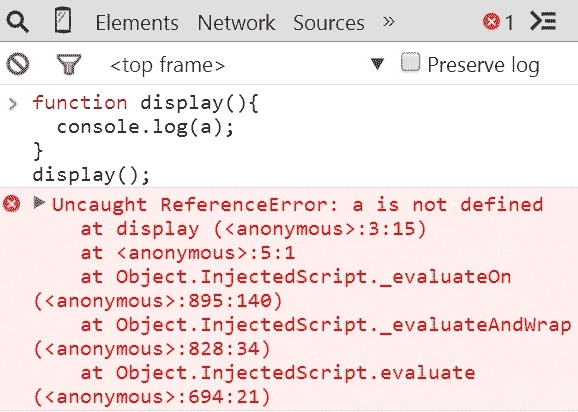 Elements Network Sources » 1
<top frame> ▼ Preserve log
> function display(){
console.log(a);
}
display();
Uncaught ReferenceError: a is not defined
at display (<anonymous>:3:15)
at <anonymous>:5:1
at Object.InjectedScript._evaluateOn
(<anonymous>:895:140)
at Object.InjectedScript._evaluateAndWrap
(<anonymous>:828:34)
at Object.InjectedScript.evaluate
(<anonymous>:694:21)